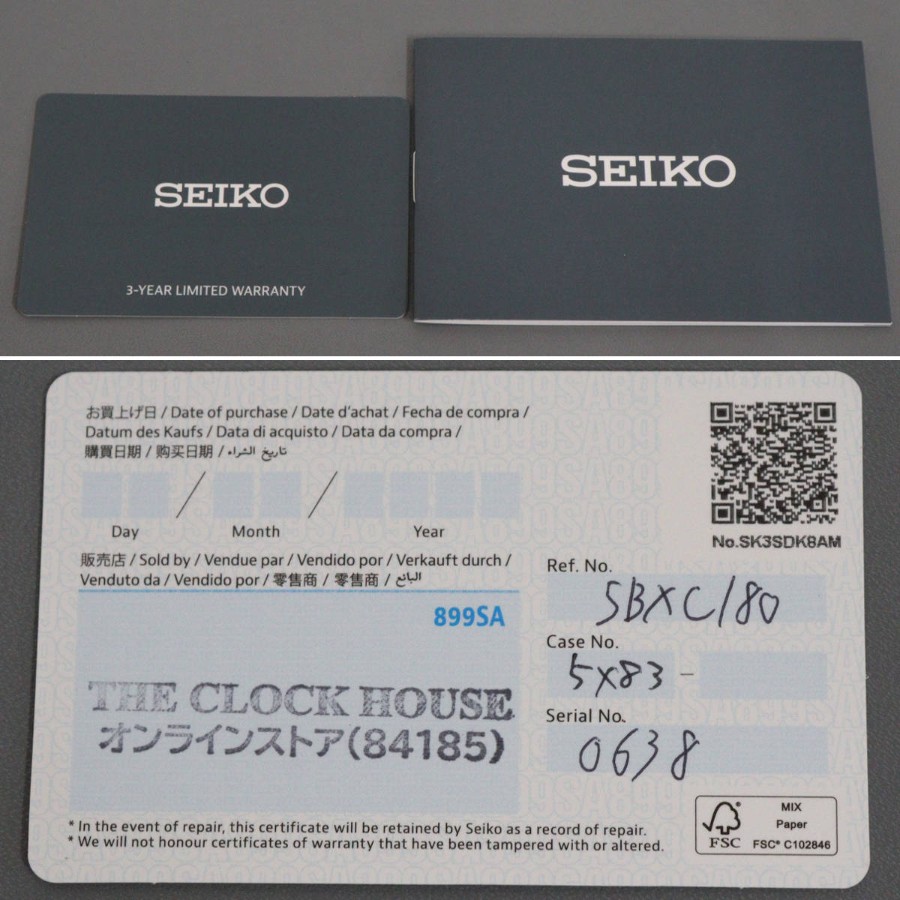 SEIKO
3-YEAR LIMITED WARRANTY
SEIKO
お買上げ日 / Date of purchase / Date d'achat / Fecha de compra /
Datum des Kaufs / Data di acquisto / Data da compra /
購買日期 / 购买日期 / تاريخ الشراء
Day / Month / Year
No.SK3SDK8AM
販売店 / Sold by / Vendue par / Vendido por / Verkauft durch /
Venduto da / Vendido por / 零售商 / 零售商 / البائع
899SA
THE CLOCK HOUSE
オンラインストア(84185)
Ref. No.
SBXC180
Case No.
5X83 -
Serial No.
0638
* In the event of repair, this certificate will be retained by Seiko as a record of repair.
* We will not honour certificates of warranty that have been tampered with or altered.
FSC
MIX
Paper
FSC® C102846